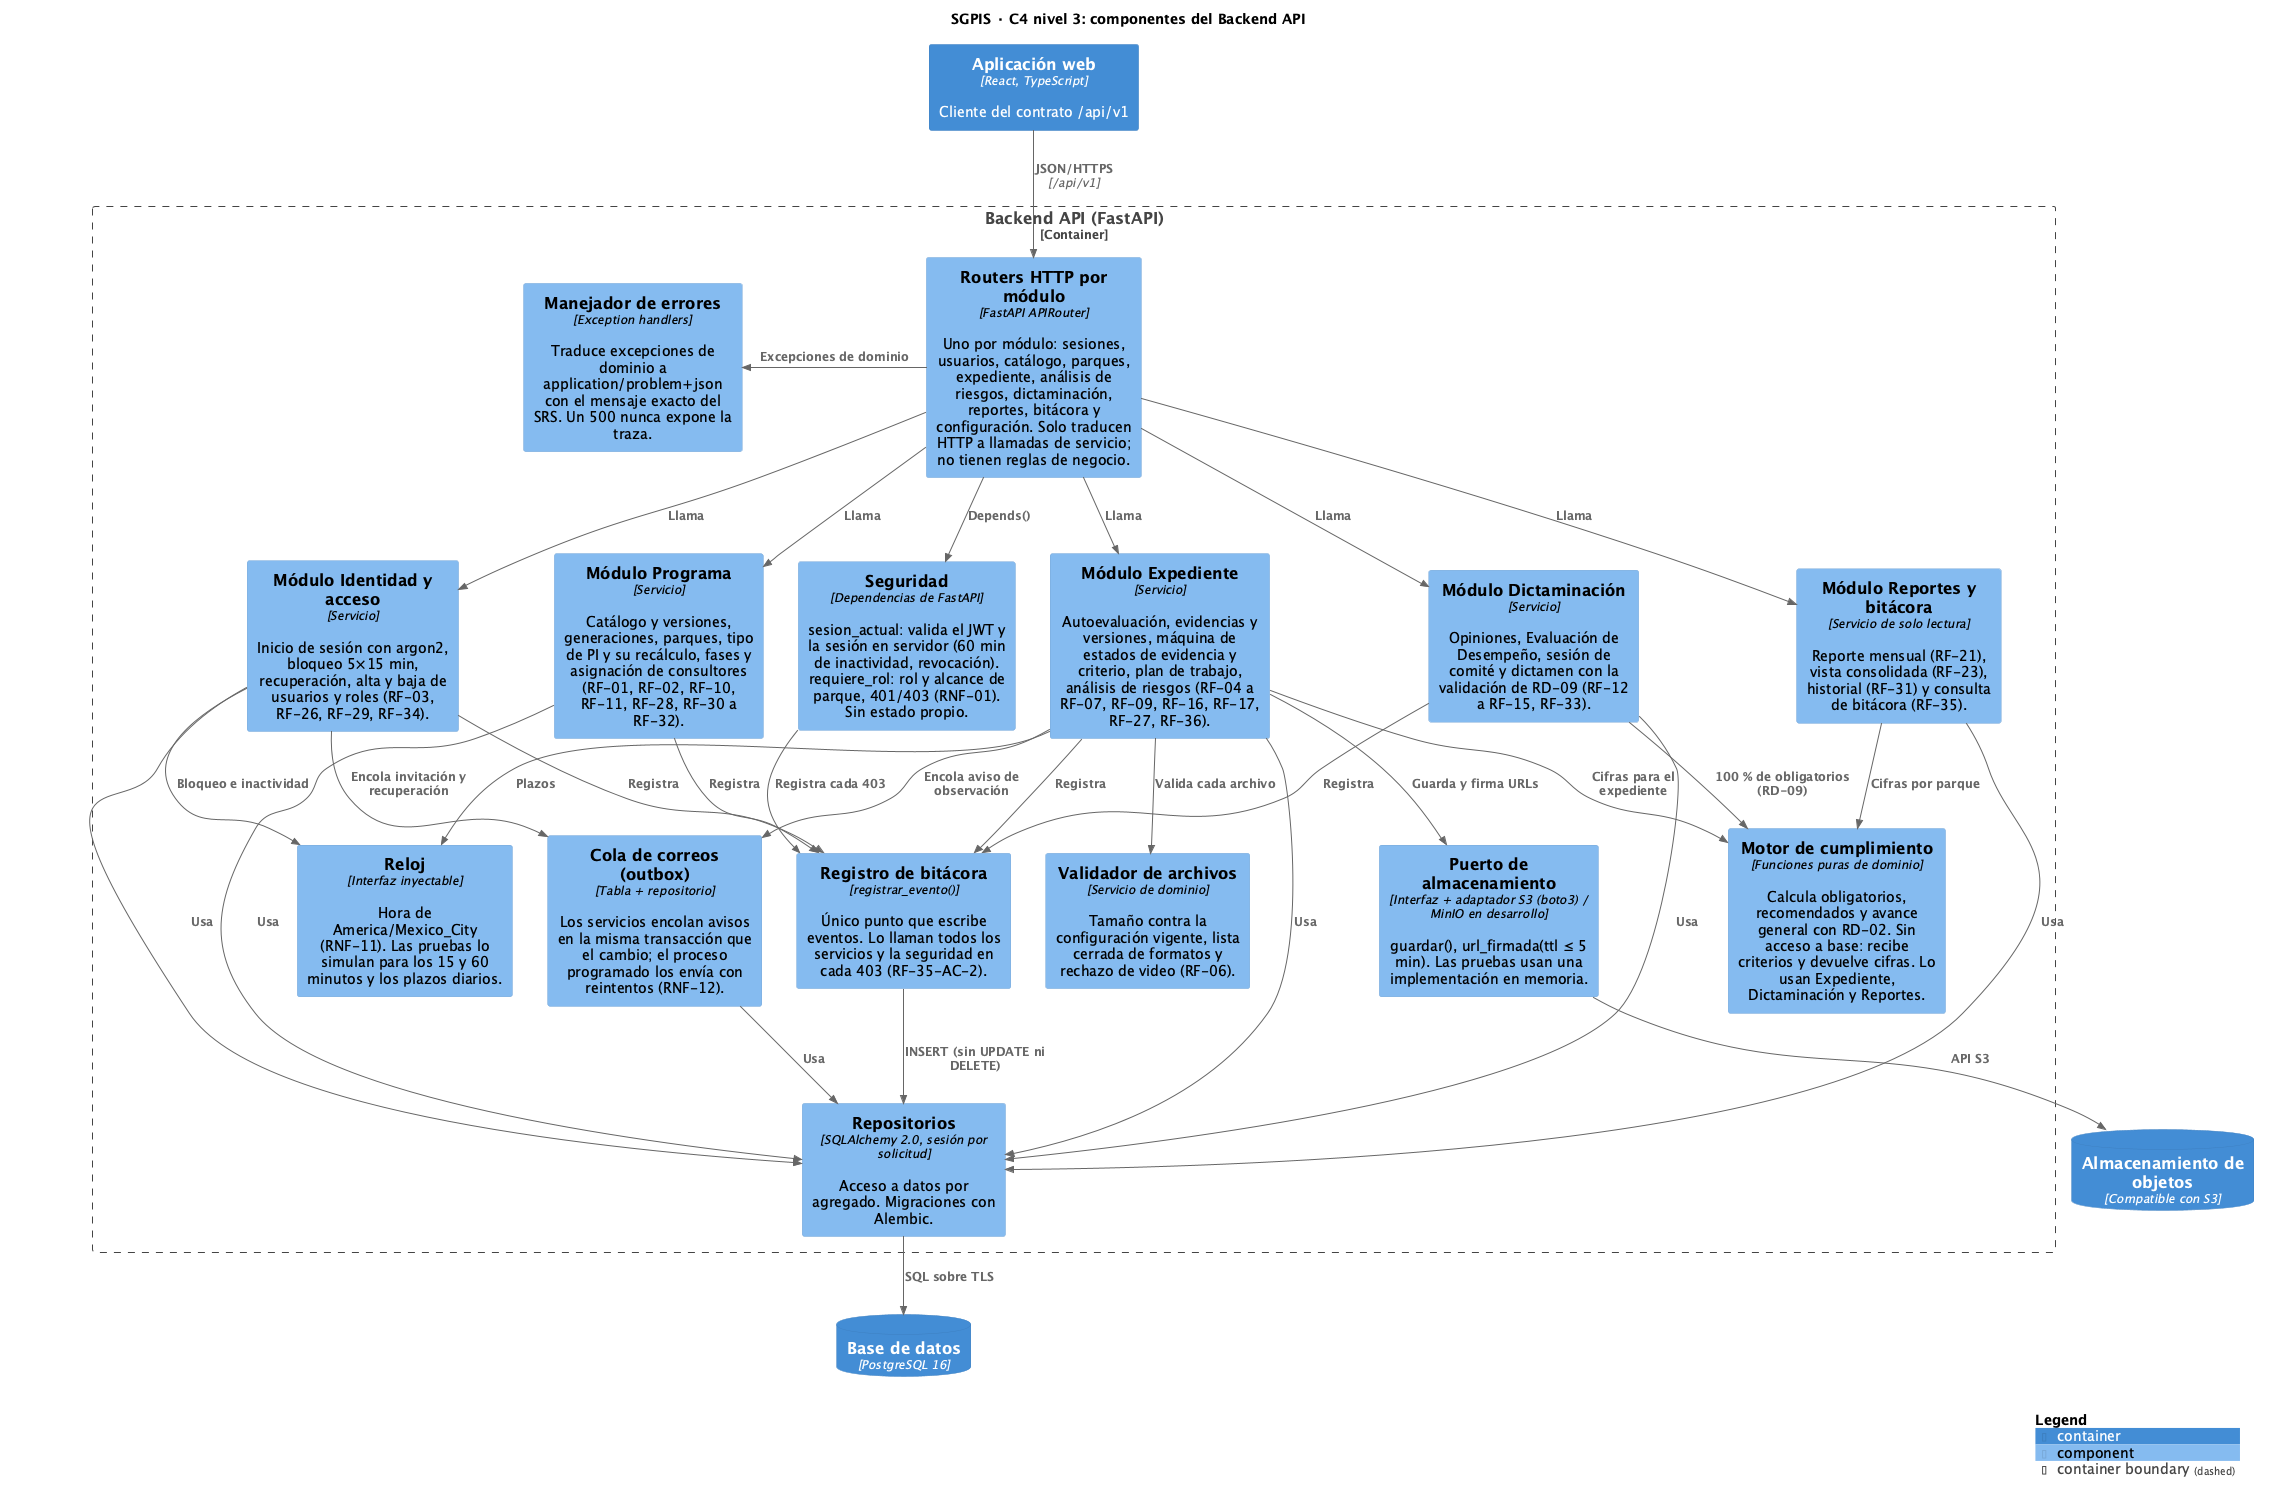 SGPIS · C4 nivel 3: componentes del Backend API
Aplicación web
[React, TypeScript]
Cliente del contrato /api/v1
JSON/HTTPS
[/api/v1]
Backend API (FastAPI)
[Container]
Manejador de errores
[Exception handlers]
Traduce excepciones de
dominio a
application/problem+json
con el mensaje exacto del
SRS. Un 500 nunca expone la
traza.
Excepciones de dominio
Routers HTTP por
módulo
[FastAPI APIRouter]
Uno por módulo: sesiones,
usuarios, catálogo, parques,
expediente, análisis de
riesgos, dictaminación,
reportes, bitácora y
configuración. Solo traducen
HTTP a llamadas de servicio;
no tienen reglas de negocio.
Llama
Llama
Depends()
Llama
Llama
Llama
Módulo Identidad y
acceso
[Servicio]
Inicio de sesión con argon2,
bloqueo 5×15 min,
recuperación, alta y baja de
usuarios y roles (RF-03,
RF-26, RF-29, RF-34).
Módulo Programa
[Servicio]
Catálogo y versiones,
generaciones, parques, tipo
de PI y su recálculo, fases y
asignación de consultores
(RF-01, RF-02, RF-10,
RF-11, RF-28, RF-30 a
RF-32).
Seguridad
[Dependencias de FastAPI]
sesion_actual: valida el JWT y
la sesión en servidor (60 min
de inactividad, revocación).
requiere_rol: rol y alcance de
parque, 401/403 (RNF-01).
Sin estado propio.
Módulo Expediente
[Servicio]
Autoevaluación, evidencias y
versiones, máquina de
estados de evidencia y
criterio, plan de trabajo,
análisis de riesgos (RF-04 a
RF-07, RF-09, RF-16, RF-17,
RF-27, RF-36).
Módulo Dictaminación
[Servicio]
Opiniones, Evaluación de
Desempeño, sesión de
comité y dictamen con la
validación de RD-09 (RF-12
a RF-15, RF-33).
Módulo Reportes y
bitácora
[Servicio de solo lectura]
Reporte mensual (RF-21),
vista consolidada (RF-23),
historial (RF-31) y consulta
de bitácora (RF-35).
Bloqueo e inactividad
Encola invitación y
recuperación
Plazos
Registra
Registra
Registra cada 403
Encola aviso de
observación
Registra
Valida cada archivo
Registra
Guarda y firma URLs
Cifras para el
expediente
100 % de obligatorios
(RD-09)
Cifras por parque
Reloj
[Interfaz inyectable]
Hora de
America/Mexico_City
(RNF-11). Las pruebas lo
simulan para los 15 y 60
minutos y los plazos diarios.
Cola de correos
(outbox)
[Tabla + repositorio]
Los servicios encolan avisos
en la misma transacción que
el cambio; el proceso
programado los envía con
reintentos (RNF-12).
Registro de bitácora
[registrar_evento()]
Único punto que escribe
eventos. Lo llaman todos los
servicios y la seguridad en
cada 403 (RF-35-AC-2).
Validador de archivos
[Servicio de dominio]
Tamaño contra la
configuración vigente, lista
cerrada de formatos y
rechazo de video (RF-06).
Puerto de
almacenamiento
[Interfaz + adaptador S3 (boto3) /
MinIO en desarrollo]
guardar(), url_firmada(ttl ≤ 5
min). Las pruebas usan una
implementación en memoria.
Motor de cumplimiento
[Funciones puras de dominio]
Calcula obligatorios,
recomendados y avance
general con RD-02. Sin
acceso a base: recibe
criterios y devuelve cifras. Lo
usan Expediente,
Dictaminación y Reportes.
Usa
Usa
Usa
Usa
Usa
Usa
INSERT (sin UPDATE ni
DELETE)
API S3
Repositorios
[SQLAlchemy 2.0, sesión por
solicitud]
Acceso a datos por
agregado. Migraciones con
Alembic.
Almacenamiento de
objetos
[Compatible con S3]
SQL sobre TLS
Base de datos
[PostgreSQL 16]
Legend
container
component
container boundary (dashed)